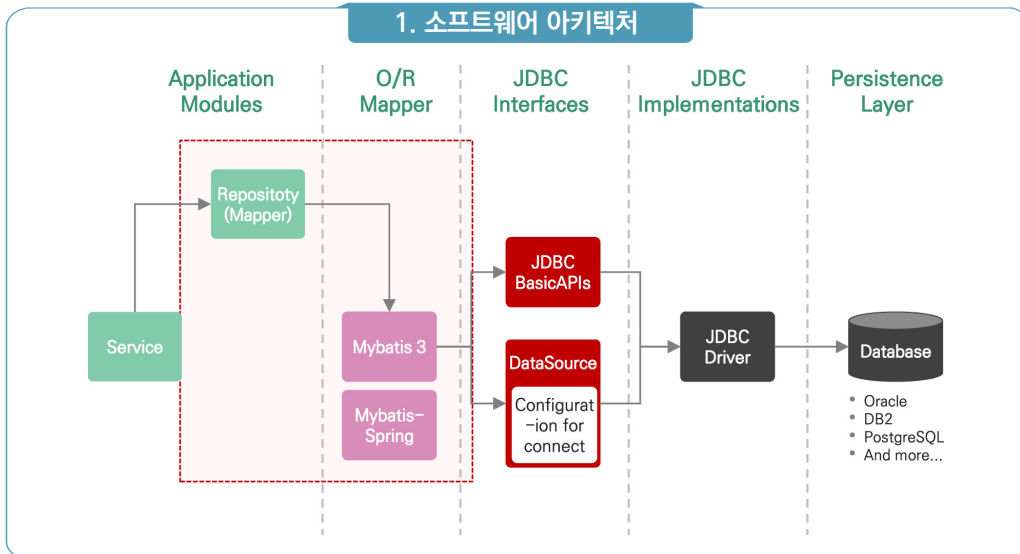 1. 소프트웨어 아키텍처
Application
Modules
O/R
Mapper
JDBC
Interfaces
JDBC
Implementations
Persistence
Layer
Repositoty
(Mapper)
Service
Mybatis 3
Mybatis-
Spring
JDBC
BasicAPIs
DataSource
Configurat
-ion for
connect
JDBC
Driver
Database
• Oracle
• DB2
• PostgreSQL
• And more...